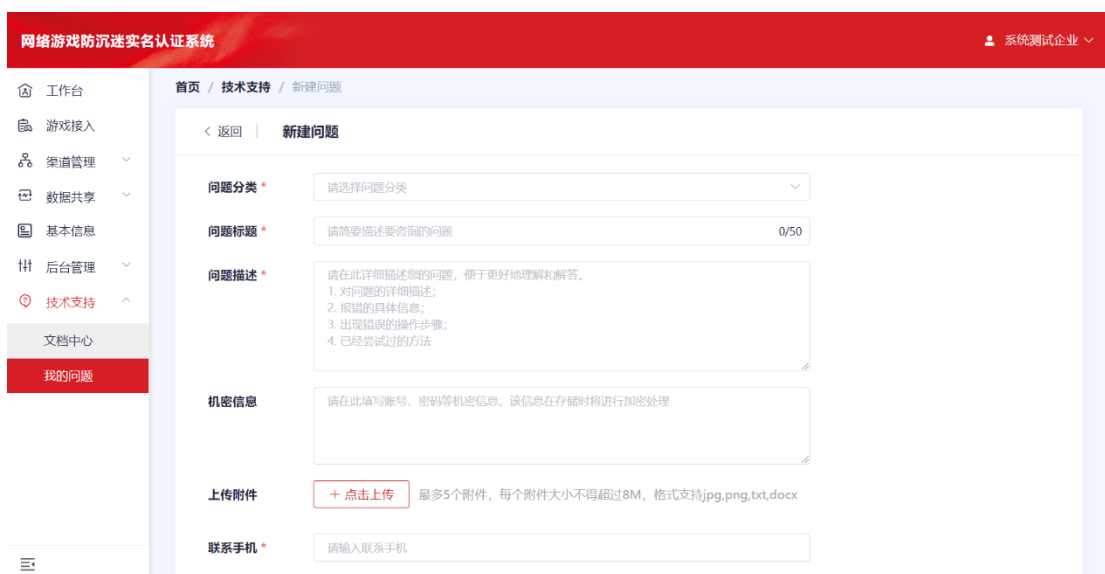 网络游戏防沉迷实名认证系统
系统测试企业
工作台
游戏接入
渠道管理
数据共享
基本信息
后台管理
技术支持
文档中心
我的问题
首页 / 技术支持 / 新建问题
返回
新建问题
问题分类 *
请选择问题分类
问题标题 *
请简要描述要咨询的问题
0/50
问题描述 *
请在此详细描述您的问题，便于更好地理解和解答。
1. 对问题的详细描述；
2. 报错的具体信息；
3. 出现错误的操作步骤；
4. 已经尝试过的方法
机密信息
请在此填写账号、密码等机密信息，该信息在存储时将进行加密处理
上传附件
+ 点击上传
最多5个附件，每个附件大小不得超过8M，格式支持jpg,png,txt,docx
联系手机 *
请输入联系手机